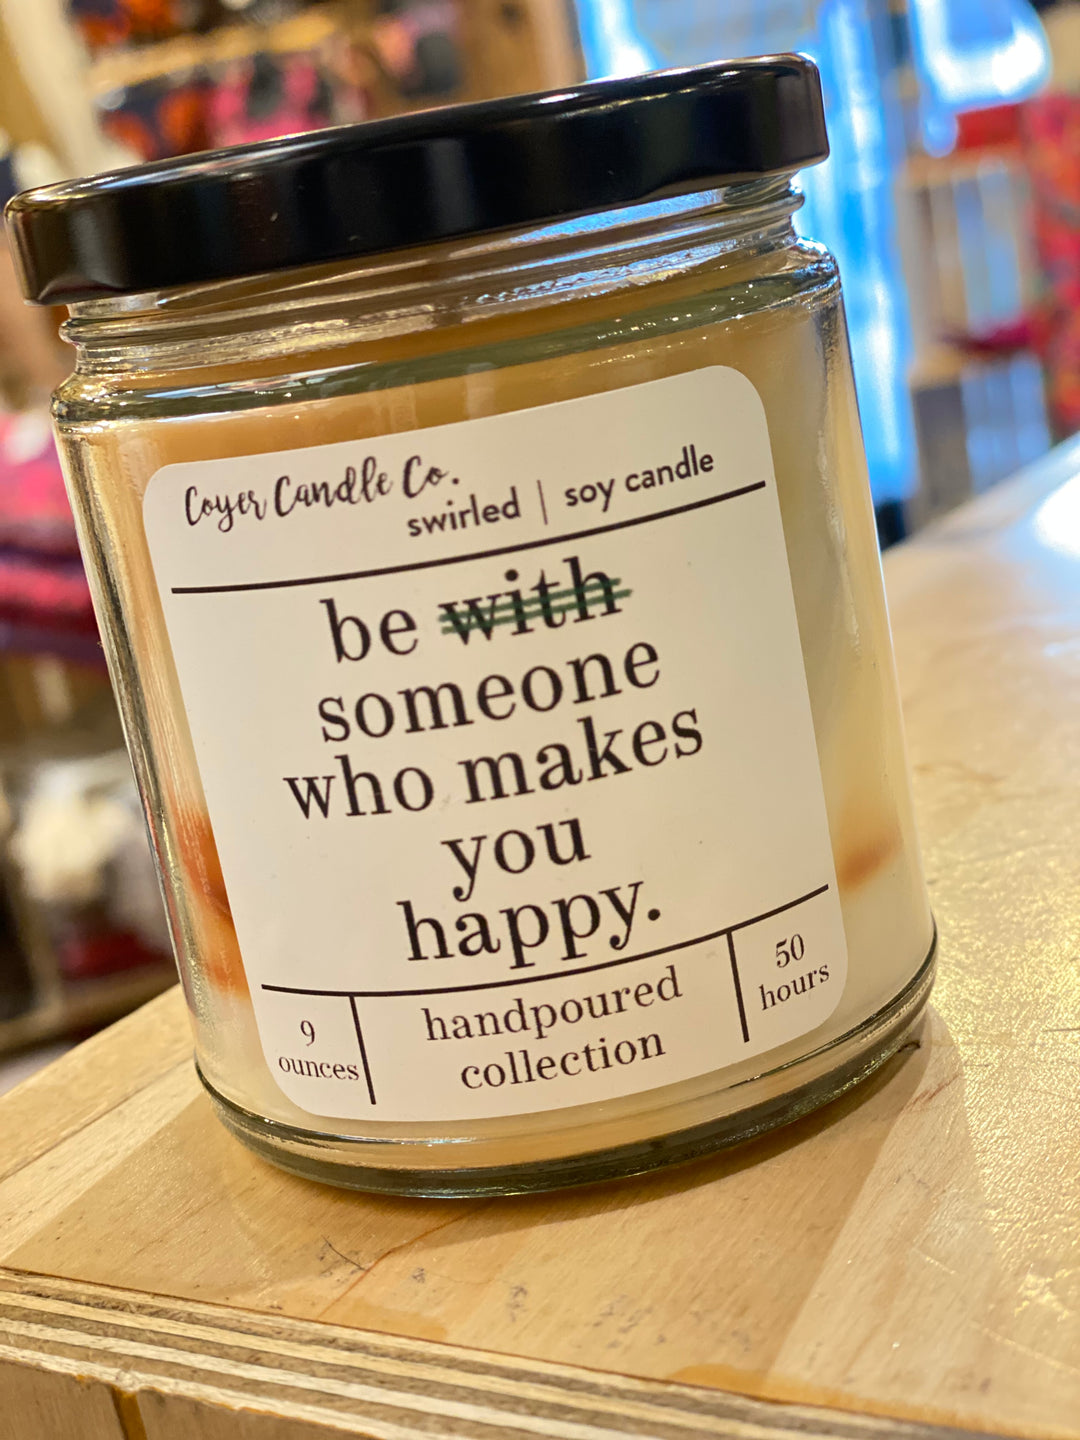 Coyer Candle Co.
swirled | soy candle
be with
someone
who makes
you
happy.
9
ounces
handpoured
collection
50
hours